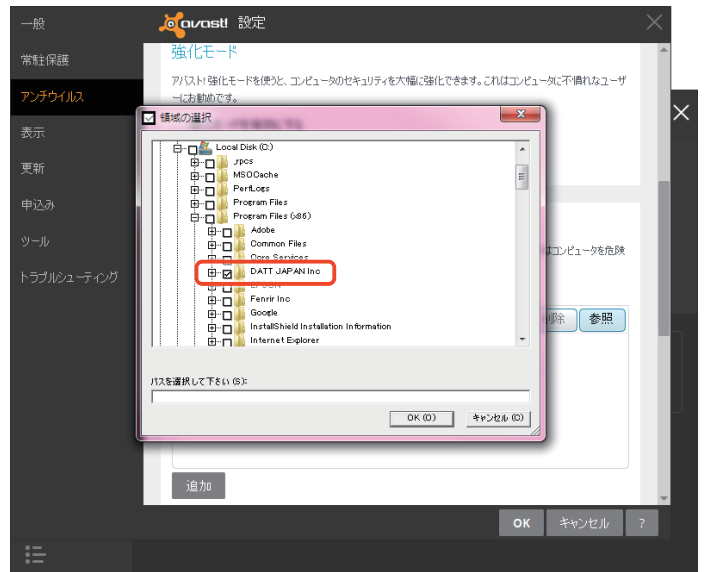 一般
常駐保護
アンチウイルス
表示
更新
申込み
ツール
トラブルシューティング
avast! 設定
強化モード
アバスト! 強化モードを使うと、コンピュータのセキュリティを大幅に強化できます。これはコンピュータに不慣れなユーザ
ーにお勧めです。
領域の選択
Local Disk (C:)
MSOCache
PerfLogs
Program Files
Program Files (x86)
Adobe
Common Files
Core Services
DATT JAPAN Inc
EPSON
Fenrir Inc
Google
InstallShield Installation Information
Internet Explorer
パスを選択して下さい (S):
OK (O)
キャンセル (C)
はコンピュータを危険
削除
参照
追加
OK
キャンセル
?